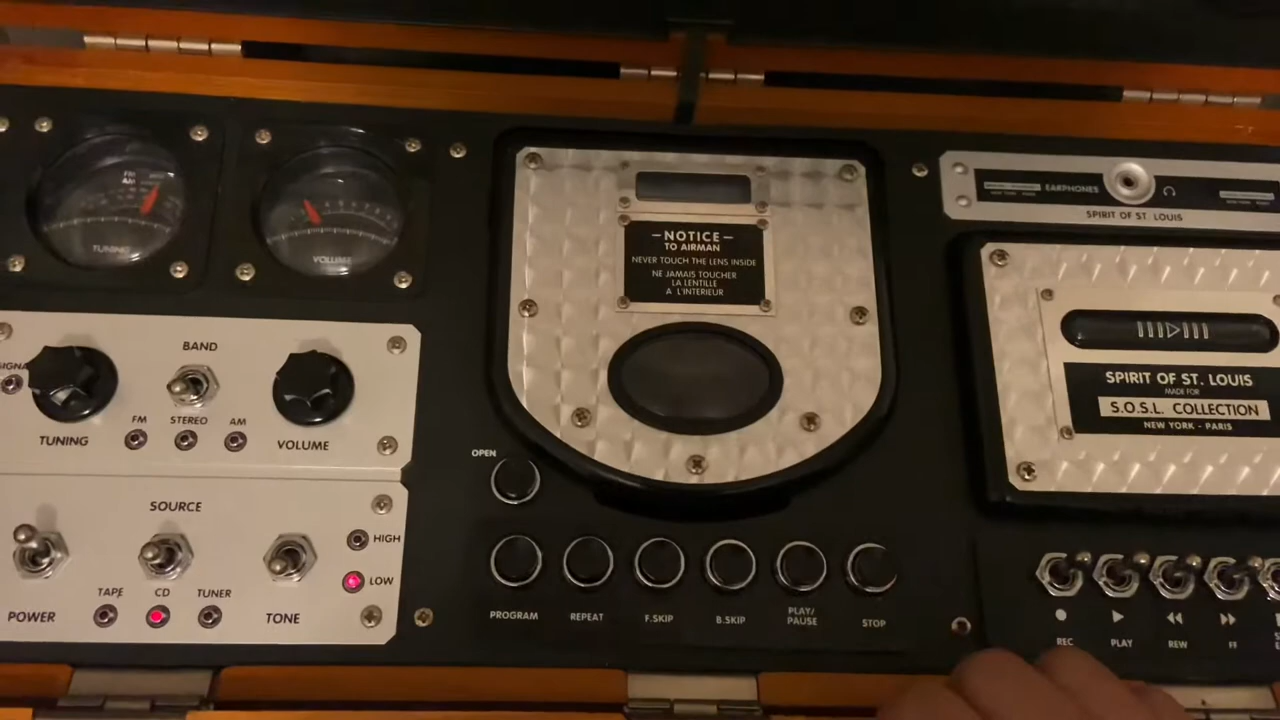 FM
AM
TUNING
VOLUME
SIGNA
BAND
FM
STEREO
AM
TUNING
VOLUME
SOURCE
HIGH
LOW
TAPE
CD
TUNER
POWER
TONE
—NOTICE—
TO AIRMAN
NEVER TOUCH THE LENS INSIDE
NE JAMAIS TOUCHER
LA LENTILLE
A L'INTERIEUR
OPEN
PROGRAM
REPEAT
F.SKIP
B.SKIP
PLAY/
PAUSE
STOP
EARPHONES
SPIRIT OF ST. LOUIS
SPIRIT OF ST. LOUIS
MADE FOR
S.O.S.L. COLLECTION
NEW YORK - PARIS
REC
PLAY
REW
FF